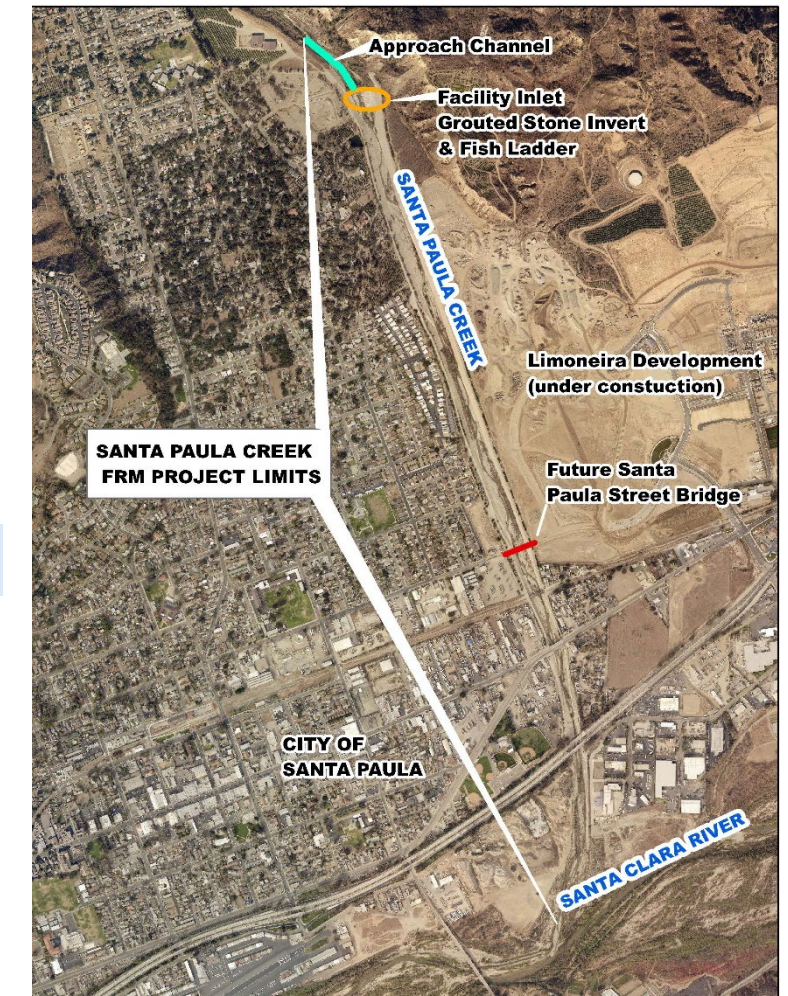 Approach Channel
Facility Inlet
Grouted Stone Invert
& Fish Ladder
SANTA PAULA CREEK
Limoneira Development
(under constuction)
SANTA PAULA CREEK
FRM PROJECT LIMITS
Future Santa
Paula Street Bridge
CITY OF
SANTA PAULA
SANTA CLARA RIVER